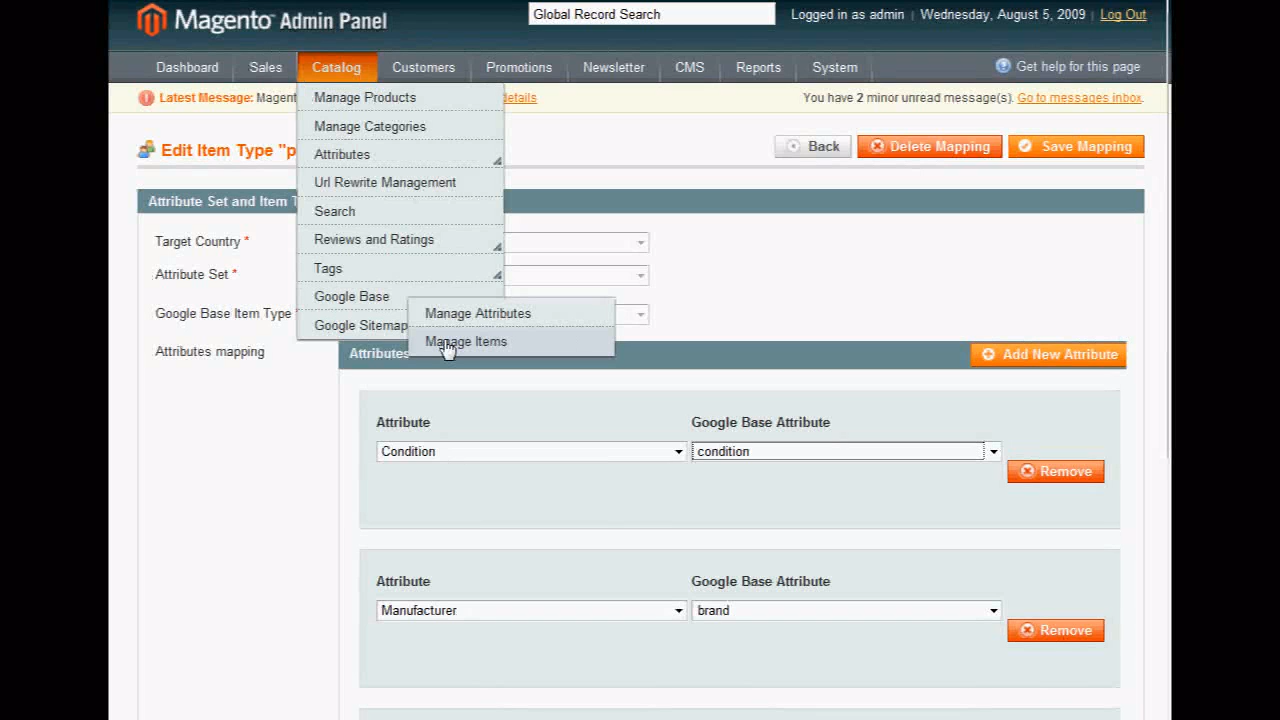 Magento Admin Panel
Global Record Search
Logged in as admin | Wednesday, August 5, 2009 | Log Out
Dashboard Sales Catalog Customers Promotions Newsletter CMS Reports System Get help for this page
Latest Message: Magent details You have 2 minor unread message(s). Go to messages inbox.
Manage Products
Manage Categories
Attributes
Url Rewrite Management
Search
Reviews and Ratings
Tags
Google Base
Google Sitemap
Manage Attributes
Manage Items
Edit Item Type "p
Back Delete Mapping Save Mapping
Attribute Set and Item T
Target Country *
Attribute Set *
Google Base Item Type
Attributes mapping
Attributes Add New Attribute
Attribute Google Base Attribute
Condition condition
Remove
Attribute Google Base Attribute
Manufacturer brand
Remove